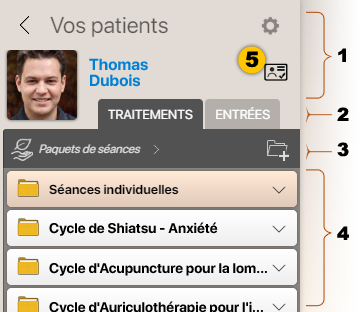 Vos patients
Thomas
Dubois
5
1
TRAITEMENTS
ENTRÉES
2
Paquets de séances
3
Séances individuelles
Cycle de Shiatsu - Anxiété
4
Cycle d'Acupuncture pour la lom...
Cycle d'Auriculothérapie pour l'i...